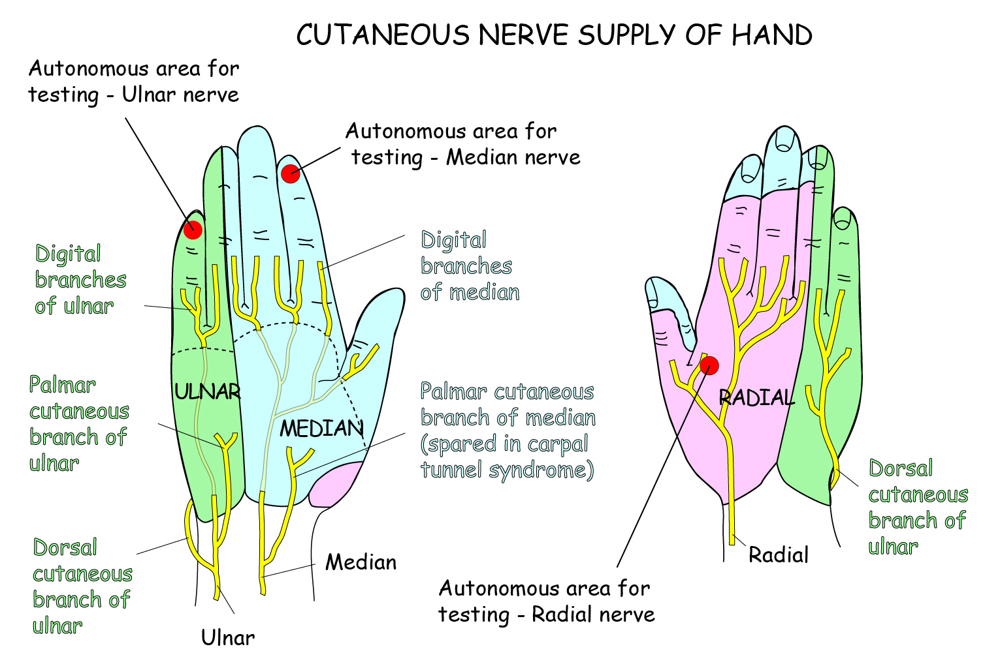 CUTANEOUS NERVE SUPPLY OF HAND
Autonomous area for
testing - Ulnar nerve
Autonomous area for
testing - Median nerve
Digital
branches
of ulnar
Digital
branches
of median
Palmar
cutaneous
branch of
ulnar
ULNAR
MEDIAN
Palmar cutaneous
branch of median
(spared in carpal
tunnel syndrome)
RADIAL
Dorsal
cutaneous
branch of
ulnar
Dorsal
cutaneous
branch of
ulnar
Median
Radial
Autonomous area for
testing - Radial nerve
Ulnar